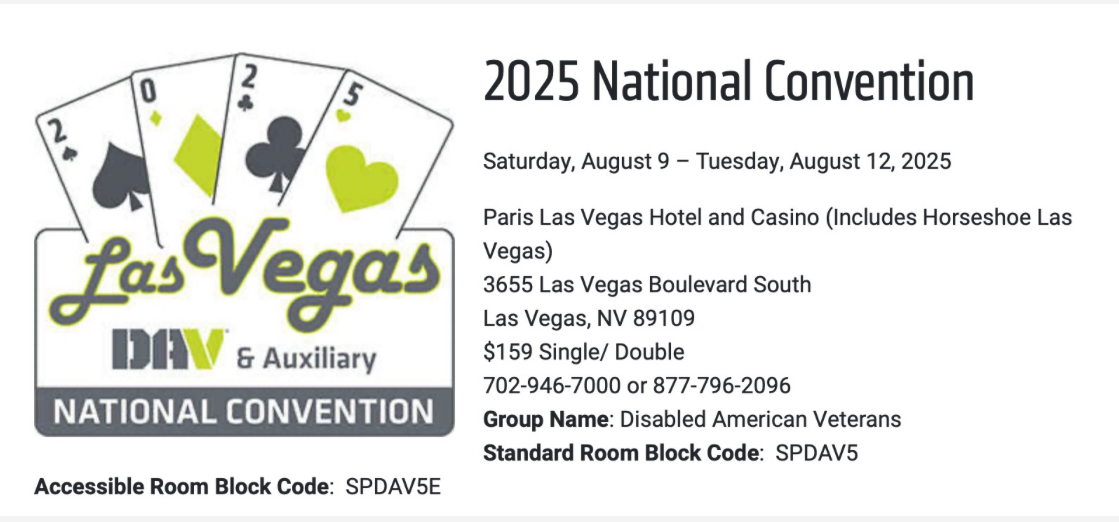 2
0
2
5
Las Vegas
DAV & Auxiliary
NATIONAL CONVENTION
2025 National Convention
Saturday, August 9 – Tuesday, August 12, 2025
Paris Las Vegas Hotel and Casino (Includes Horseshoe Las
Vegas)
3655 Las Vegas Boulevard South
Las Vegas, NV 89109
$159 Single/ Double
702-946-7000 or 877-796-2096
Group Name: Disabled American Veterans
Standard Room Block Code: SPDAV5
Accessible Room Block Code: SPDAV5E